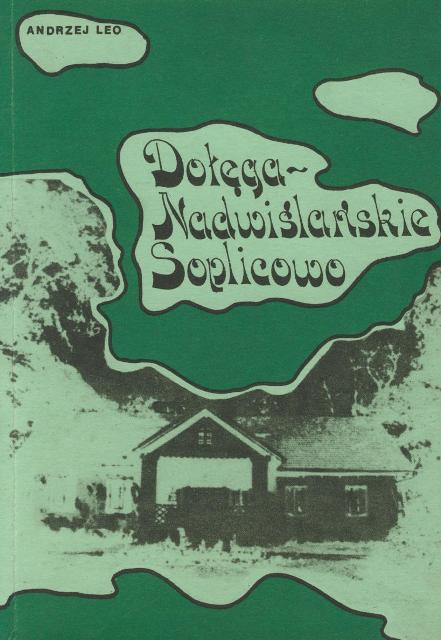 ANDRZEJ LEO
Dołęga-
Nadwiślańskie
Soplicowo